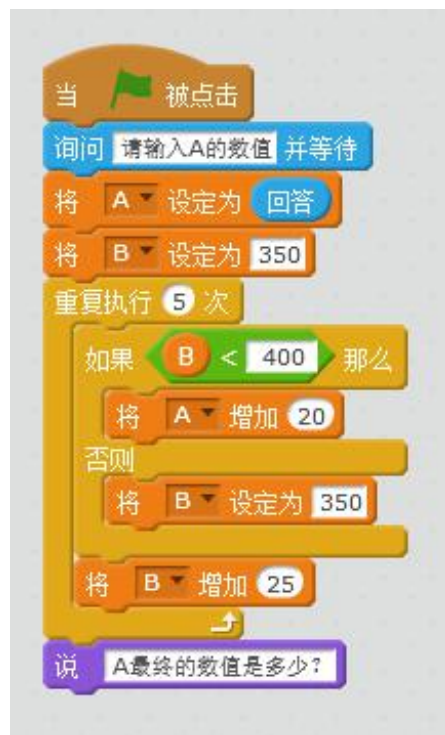 当 被点击
询问 请输入A的数值 并等待
将 A 设定为 回答
将 B 设定为 350
重复执行 5 次
如果 B < 400 那么
将 A 增加 20
否则
将 B 设定为 350
将 B 增加 25
说 A最终的数值是多少?